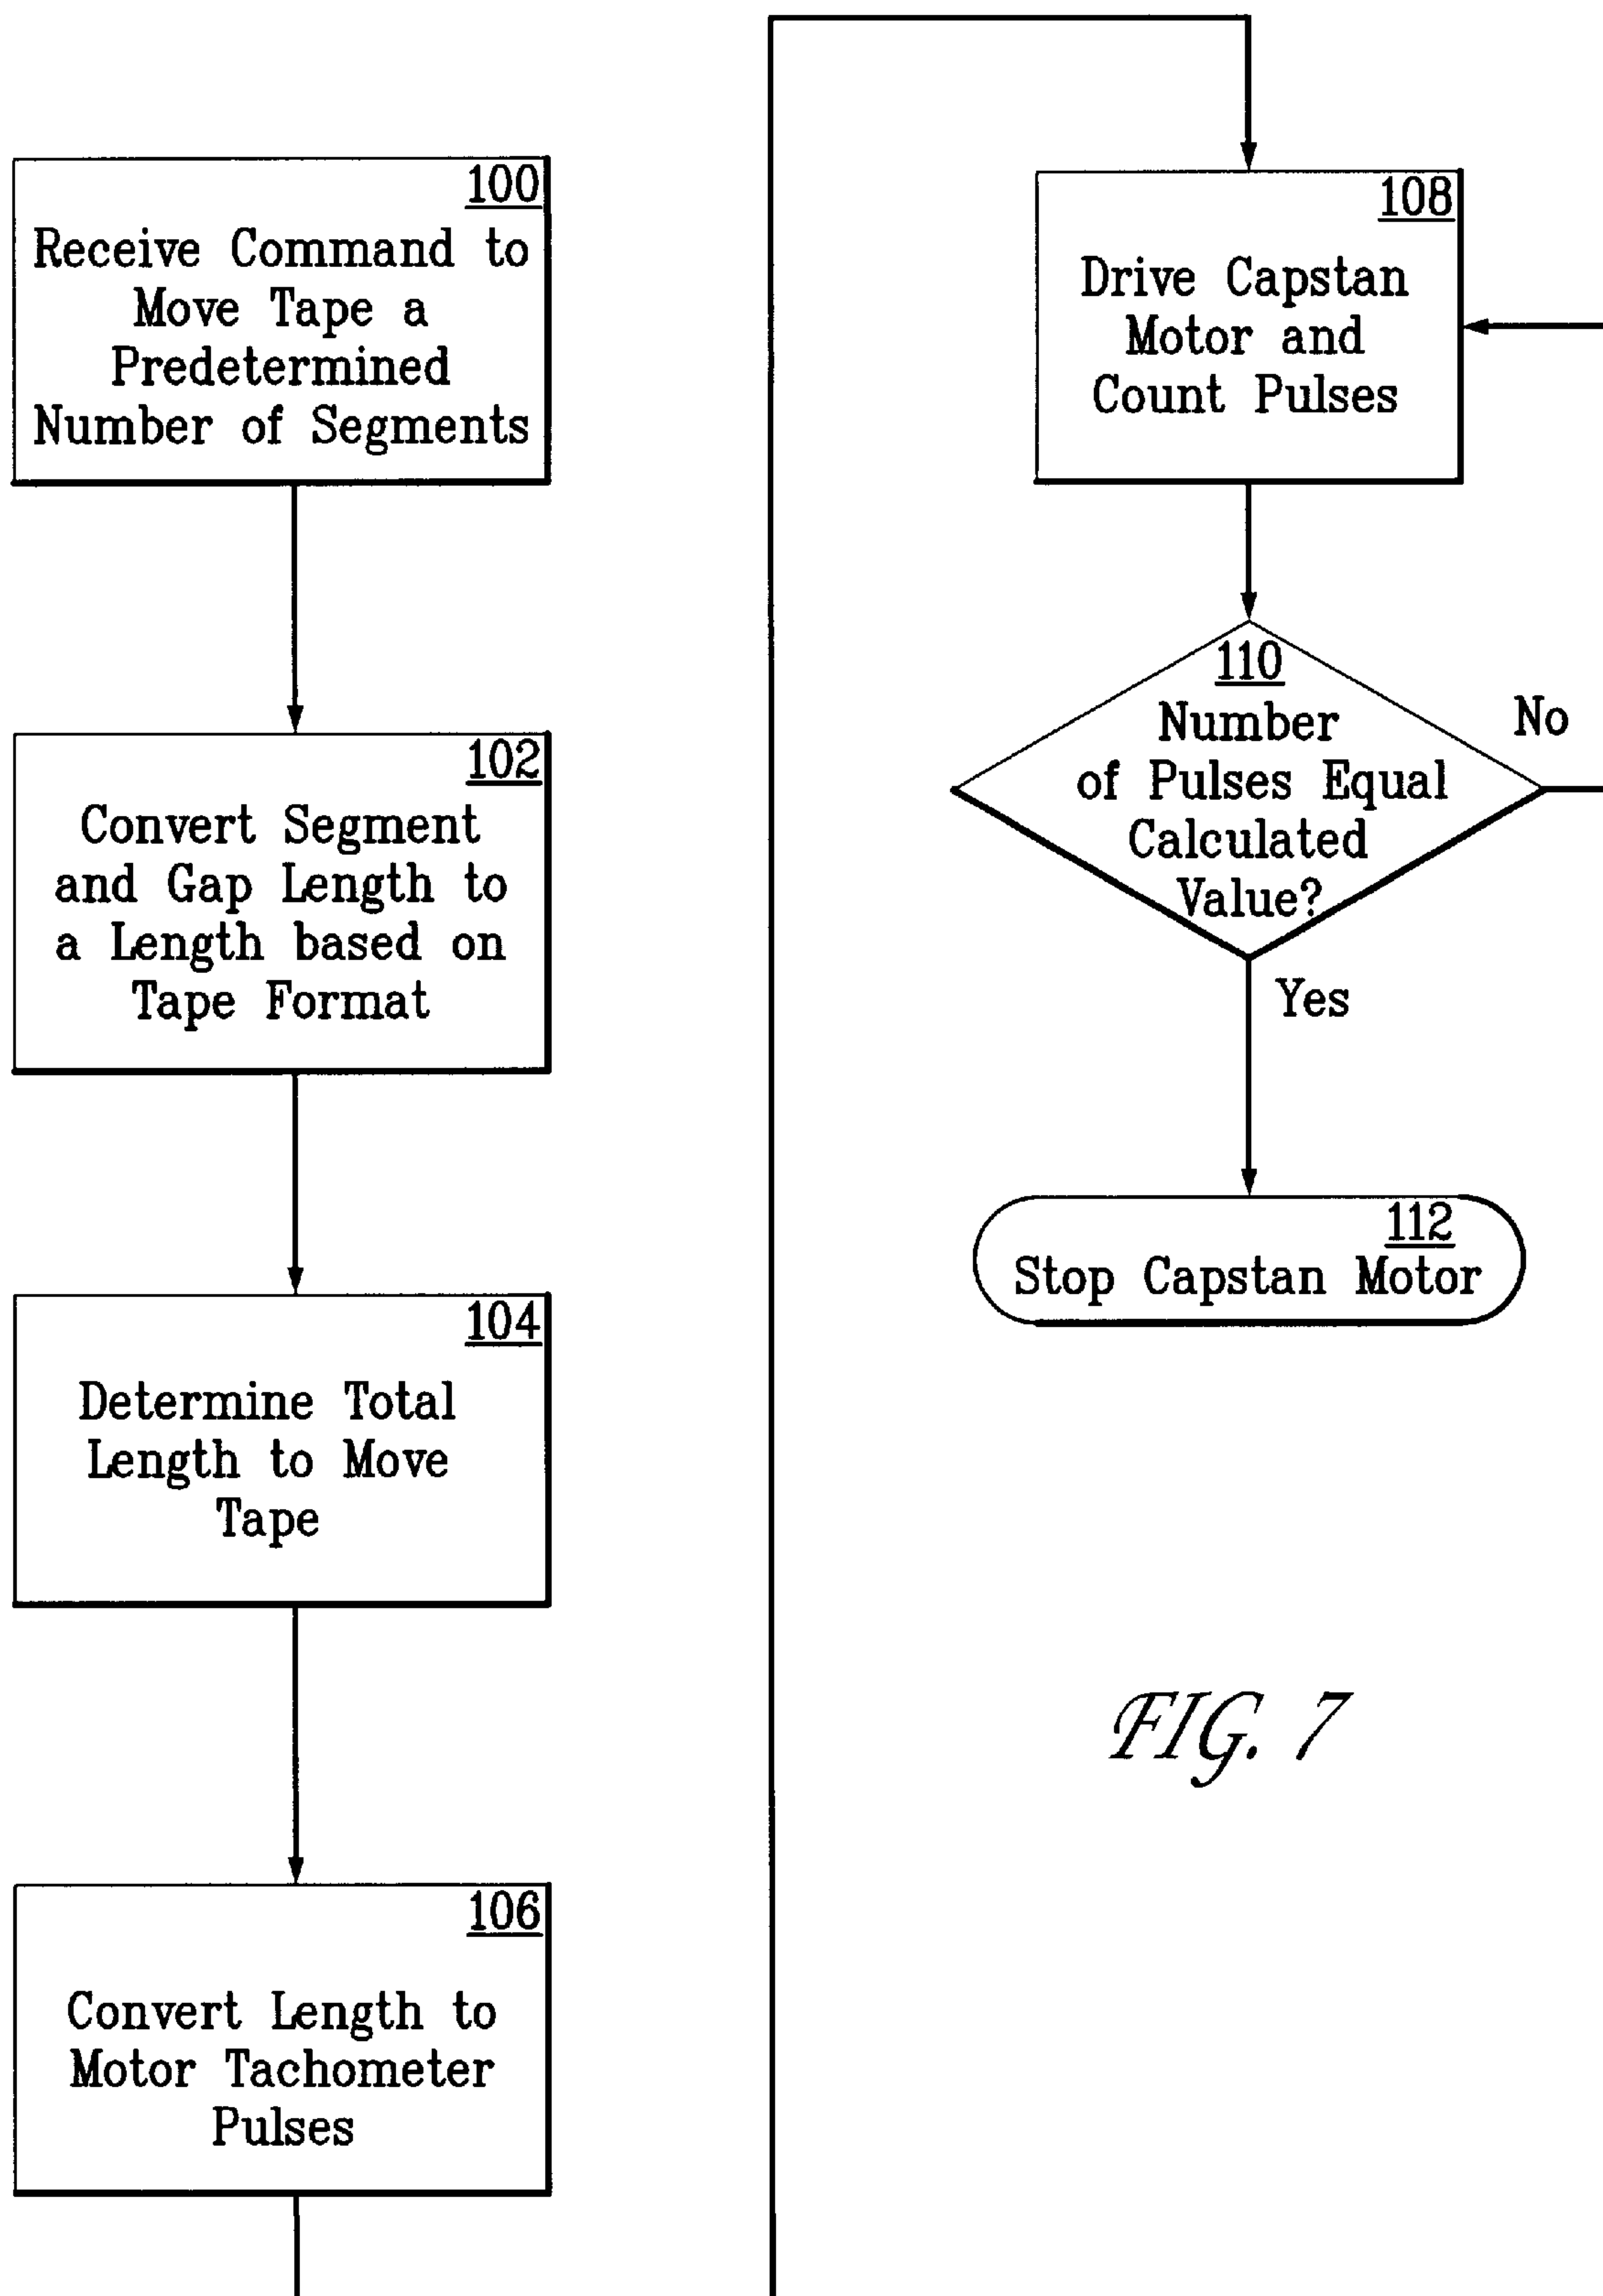 100
Receive Command to
Move Tape a
Predetermined
Number of Segments
102
Convert Segment
and Gap Length to
a Length based on
Tape Format
104
Determine Total
Length to Move
Tape
106
Convert Length to
Motor Tachometer
Pulses
108
Drive Capstan
Motor and
Count Pulses
110
Number
of Pulses Equal
Calculated
Value?
No
Yes
112
Stop Capstan Motor
FIG. 7